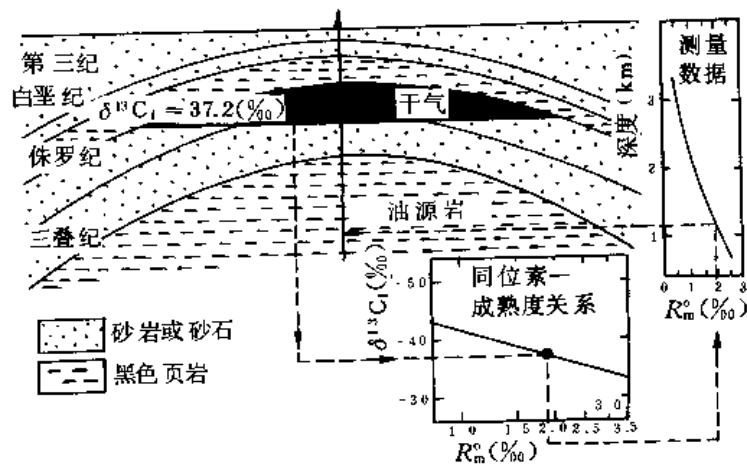 第三纪
白垩纪
δ¹³C₁＝37.2(‰)
干气
侏罗纪
三叠纪
油源岩
砂岩或砂石
黑色页岩
测量
数据
深度(km)
3
2
1
0 1 2 3
R°m(‰)
同位素—
成熟度关系
δ¹³C₁(‰)
-50
-40
-30
30
1 0 1 5 2.0 2.5 3.5
R°m(‰)